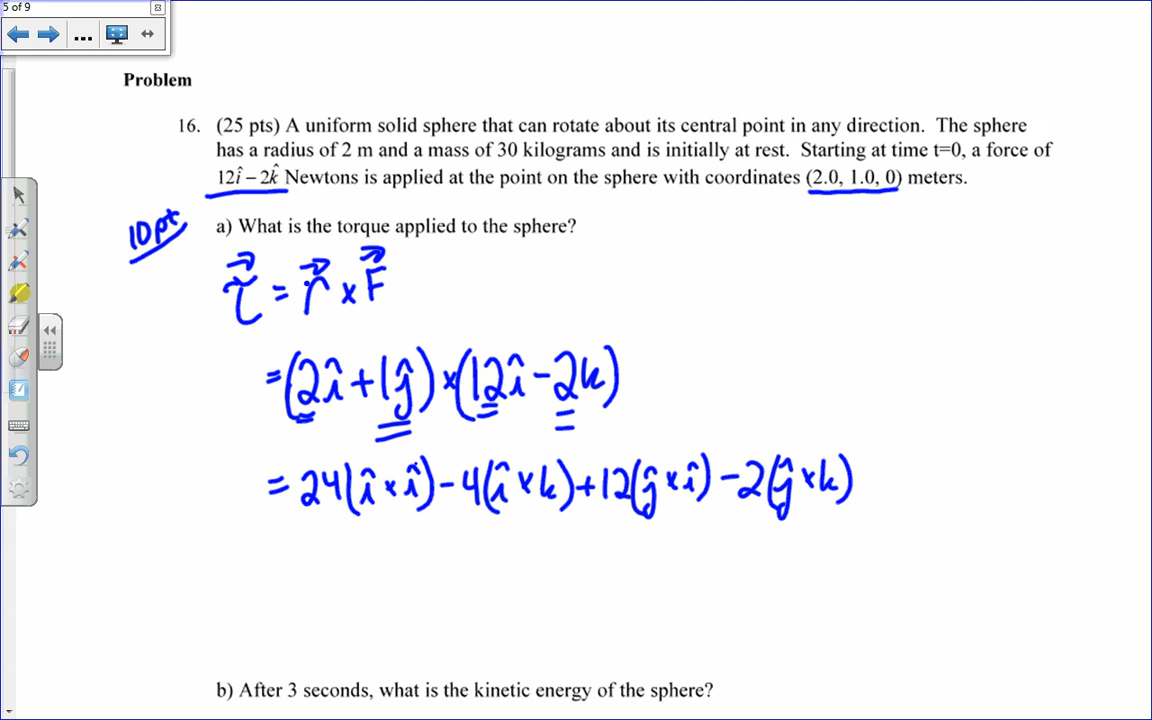 5 of 9
Problem
16. (25 pts) A uniform solid sphere that can rotate about its central point in any direction. The sphere
has a radius of 2 m and a mass of 30 kilograms and is initially at rest. Starting at time t=0, a force of
12î – 2k̂ Newtons is applied at the point on the sphere with coordinates (2.0, 1.0, 0) meters.
10pt
a) What is the torque applied to the sphere?
τ⃗ = r⃗ × F⃗
= (2î + 1ĵ) × (12î - 2k)
= 24(î × î) - 4(î × k) + 12(ĵ × î) - 2(ĵ × k)
b) After 3 seconds, what is the kinetic energy of the sphere?